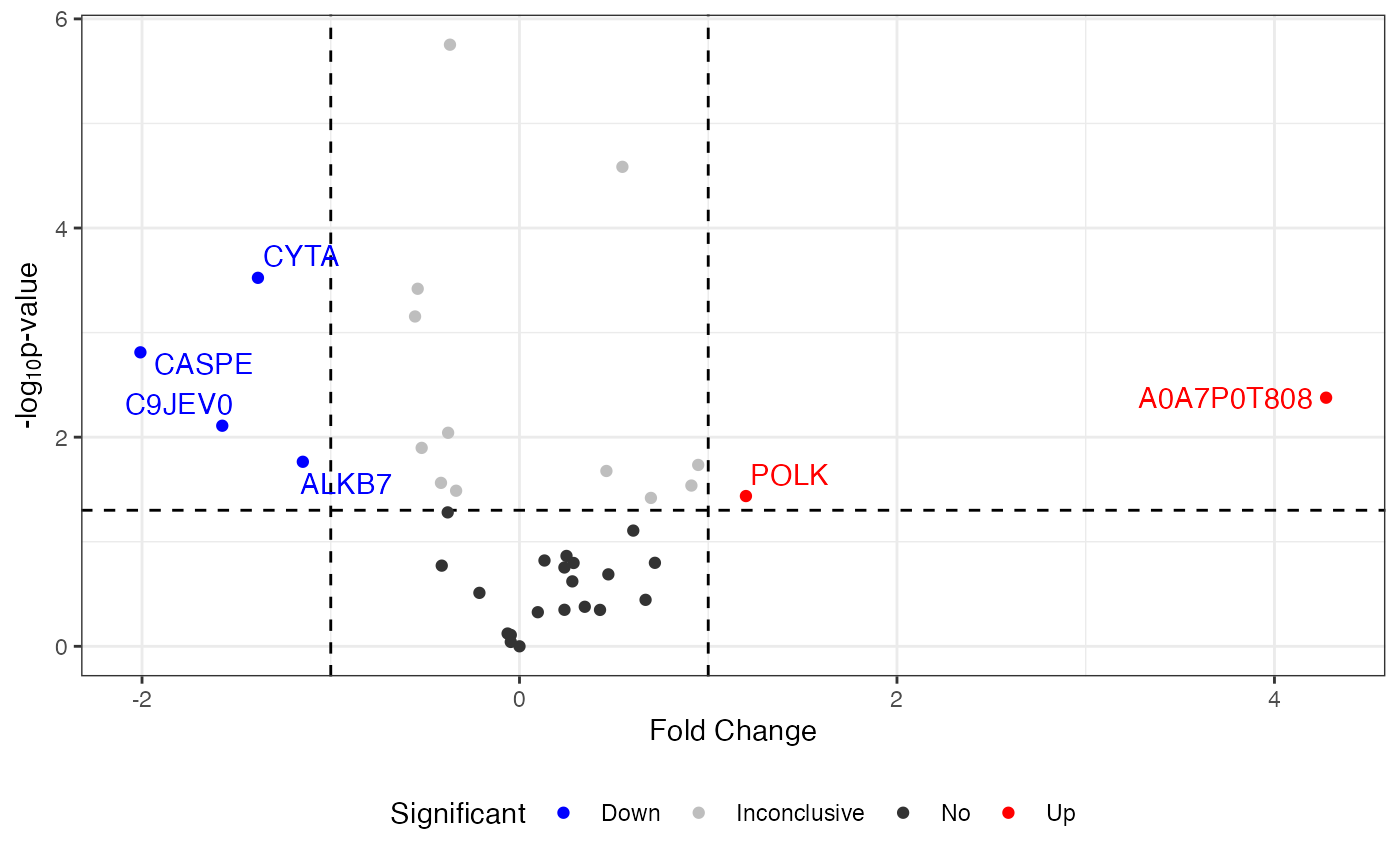 6
4
2
0
-log₁₀p-value
CYTA
CASPE
C9JEV0
ALKB7
A0A7P0T808
POLK
-2 0 2 4
Fold Change
Significant Down Inconclusive No Up